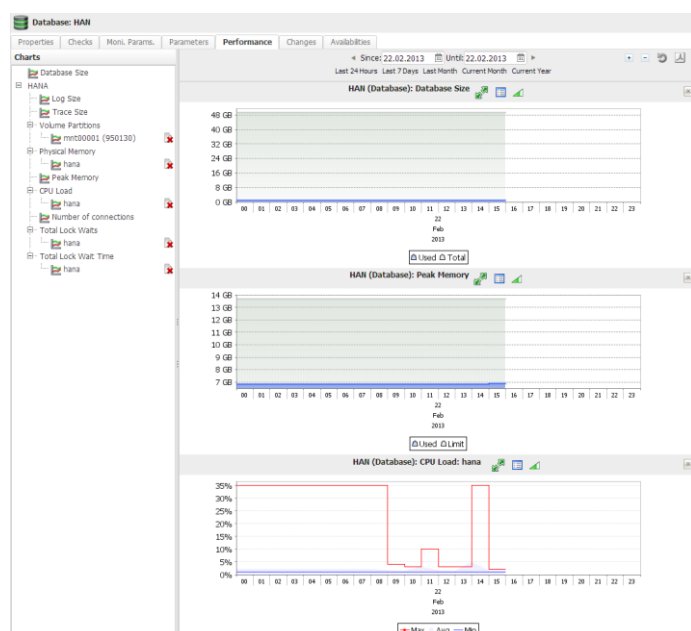 Database: HAN
Properties Checks Moni. Params. Parameters Performance Changes Availabilities
Charts
Database Size
HANA
Log Size
Trace Size
Volume Partitions
mnt00001 (950130)
Physical Memory
hana
Peak Memory
CPU Load
hana
Number of connections
Total Lock Waits
hana
Total Lock Wait Time
hana
Since: 22.02.2013 Until: 22.02.2013
Last 24 Hours Last 7 Days Last Month Current Month Current Year
HAN (Database): Database Size
48 GB
40 GB
32 GB
24 GB
16 GB
8 GB
0 GB
00 01 02 03 04 05 06 07 08 09 10 11 12 13 14 15 16 17 18 19 20 21 22 23
22
Feb
2013
Used Total
HAN (Database): Peak Memory
14 GB
13 GB
12 GB
11 GB
10 GB
9 GB
8 GB
7 GB
00 01 02 03 04 05 06 07 08 09 10 11 12 13 14 15 16 17 18 19 20 21 22 23
22
Feb
2013
Used Limit
HAN (Database): CPU Load: hana
35%
30%
25%
20%
15%
10%
5%
0%
00 01 02 03 04 05 06 07 08 09 10 11 12 13 14 15 16 17 18 19 20 21 22 23
22
Feb
2013
Max Avg Min